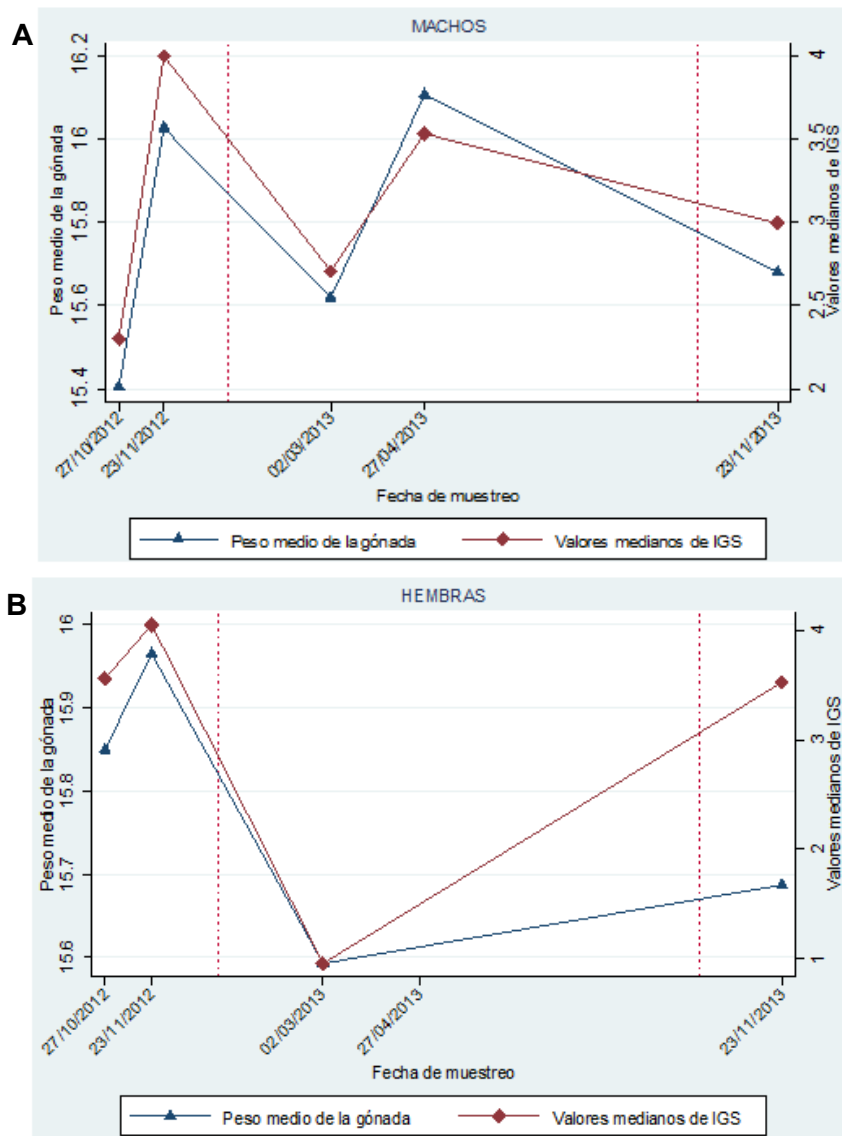 A
MACHOS
Peso medio de la gónada
15.4 15.6 15.8 16 16.2
Valores medianos de IGS
2 2.5 3 3.5 4
27/10/2012 23/11/2012 02/03/2013 27/04/2013 23/11/2013
Fecha de muestreo
Peso medio de la gónada Valores medianos de IGS
B
HEMBRAS
Peso medio de la gónada
15.6 15.7 15.8 15.9 16
Valores medianos de IGS
1 2 3 4
27/10/2012 23/11/2012 02/03/2013 27/04/2013 23/11/2013
Fecha de muestreo
Peso medio de la gónada Valores medianos de IGS